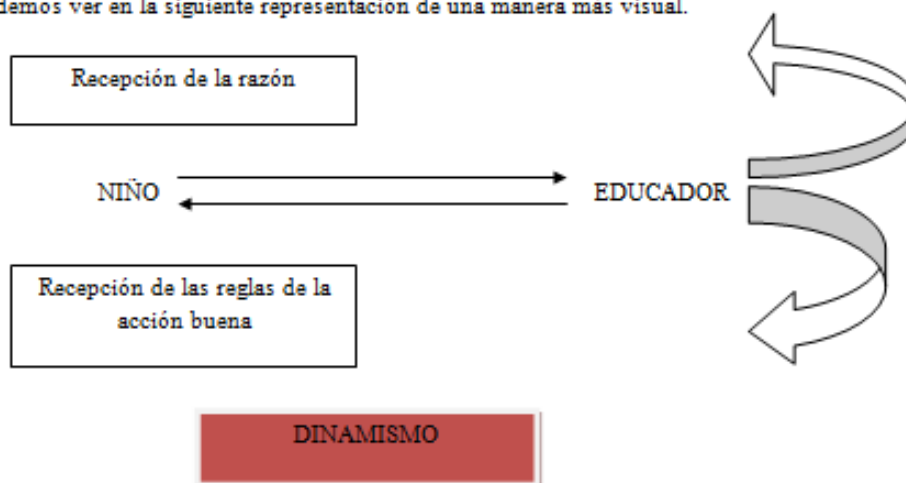 demos ver en la siguiente representación de una manera más visual.
Recepción de la razón
NIÑO
EDUCADOR
Recepción de las reglas de la
acción buena
DINAMISMO